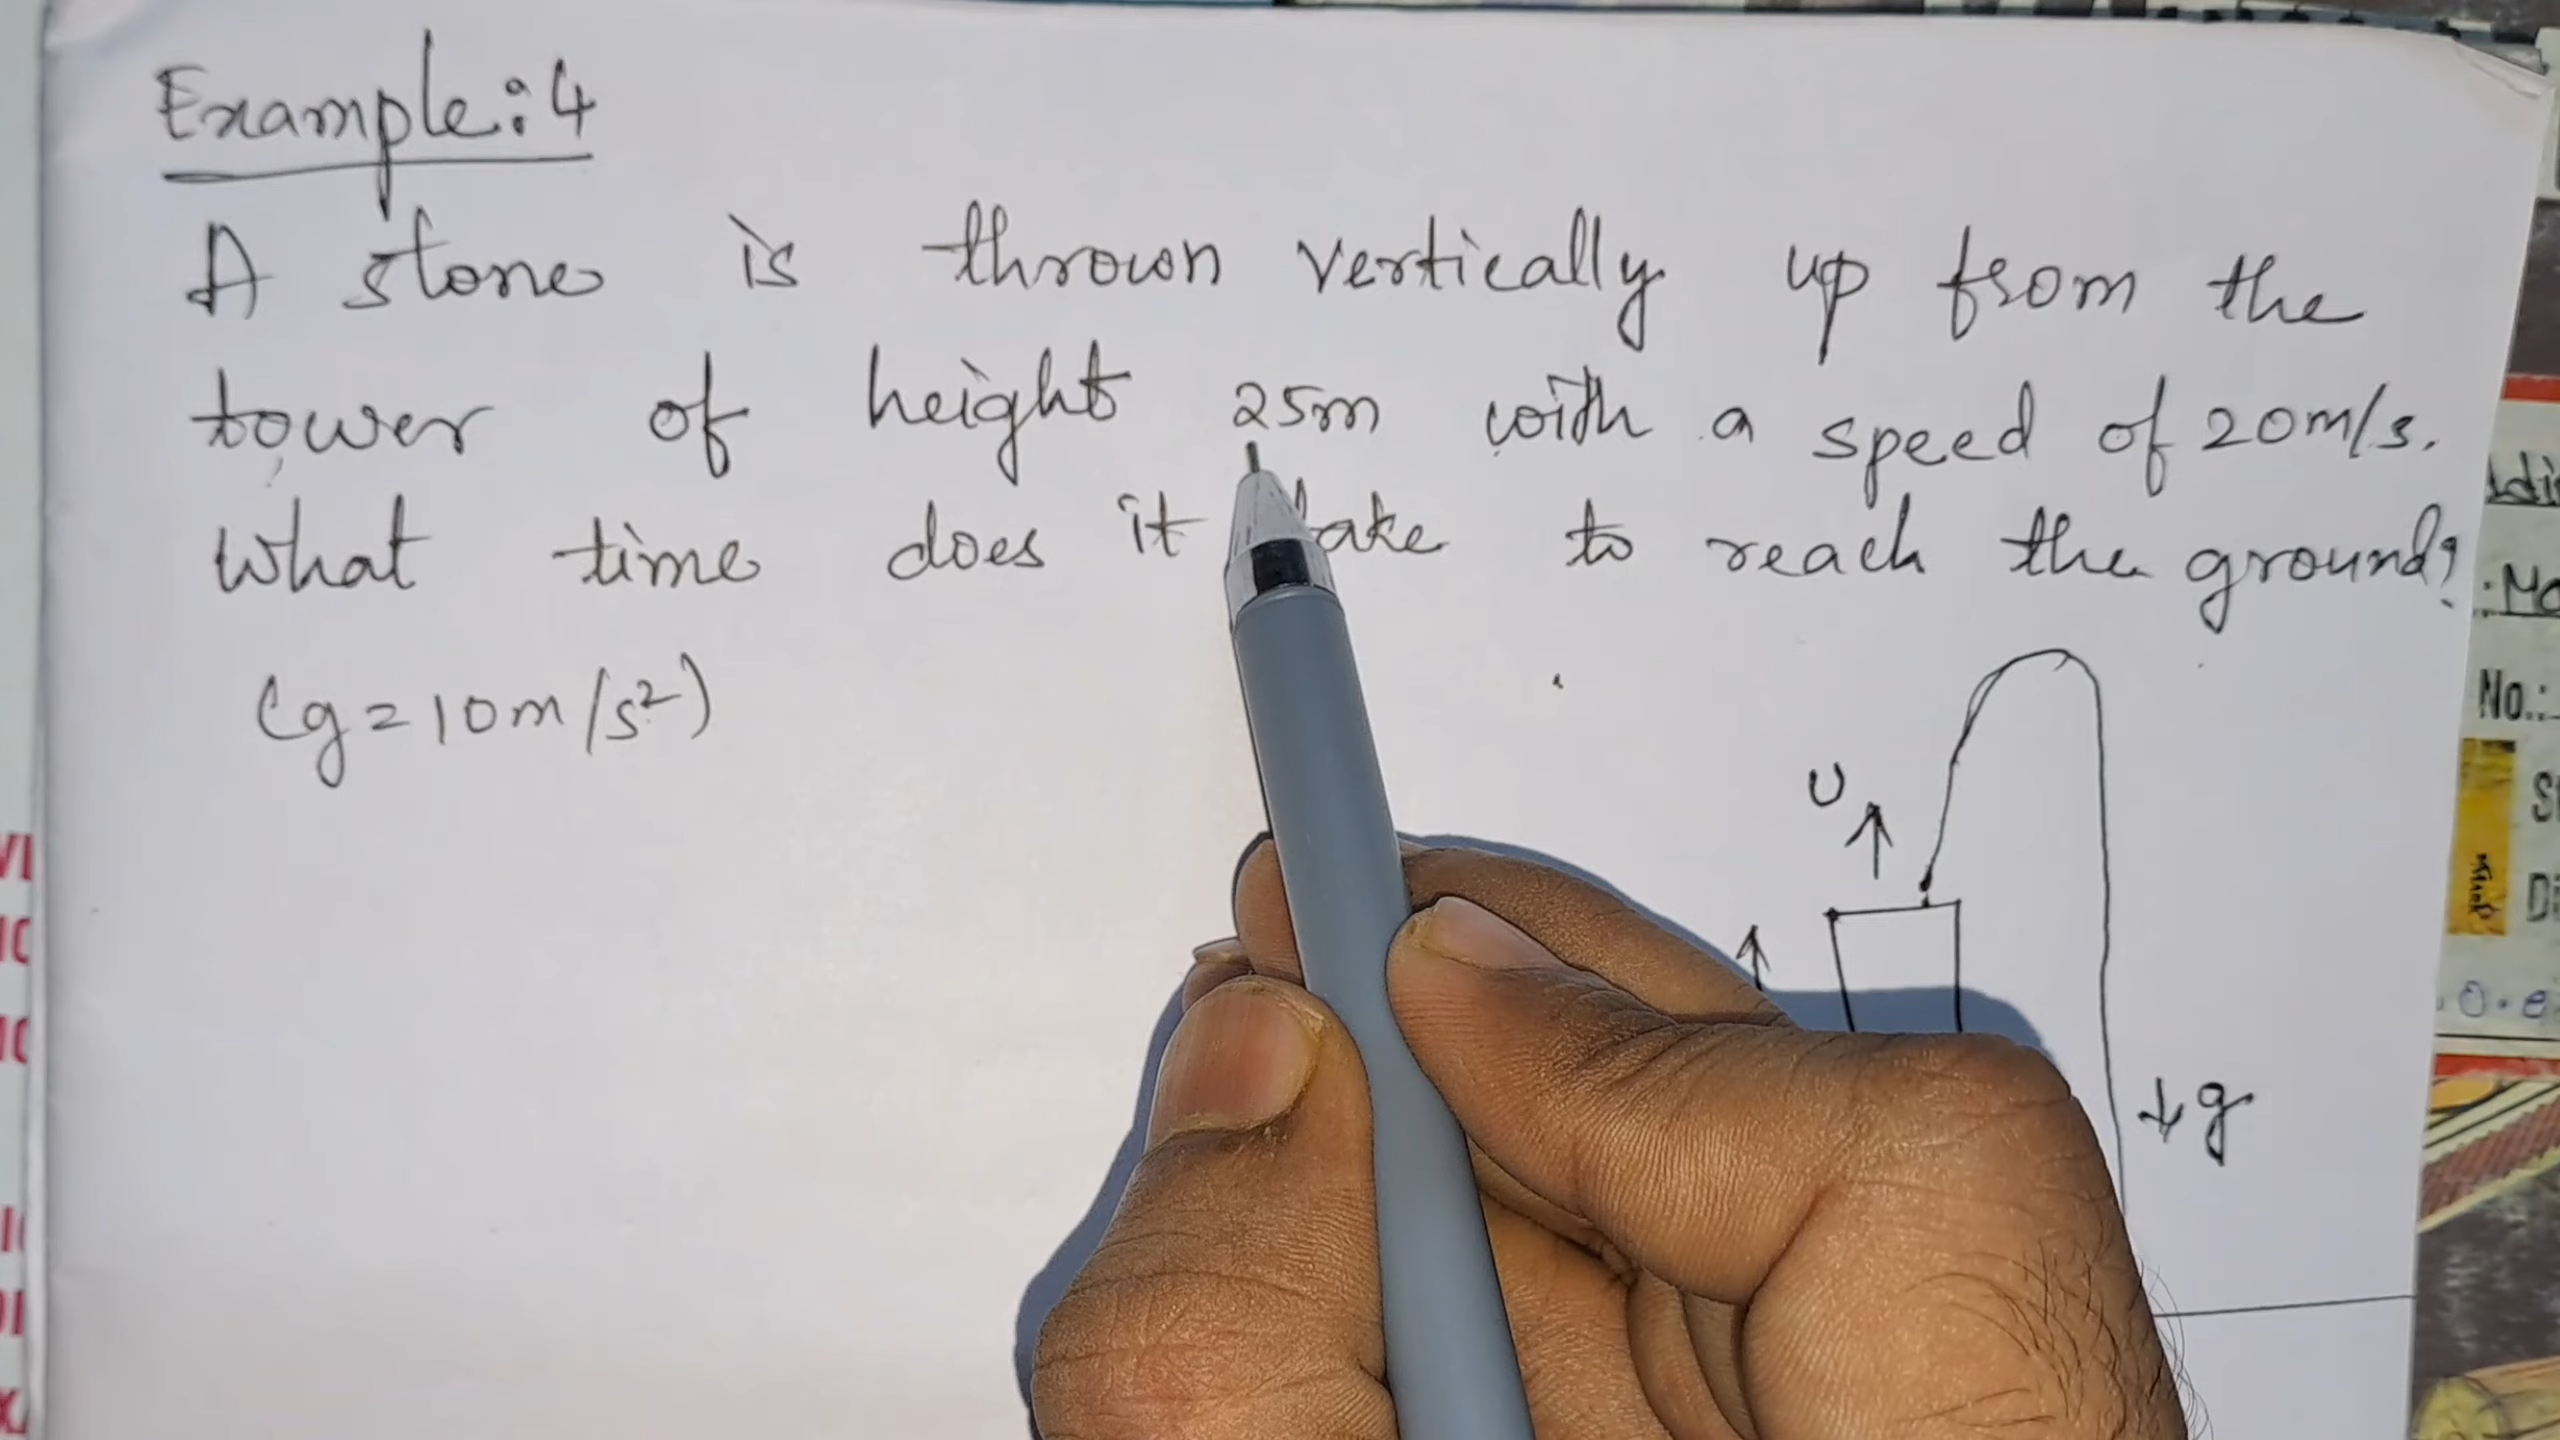 Example: 4
A stone is thrown vertically up from the
tower of height 25m with a speed of 20m/s.
What time does it take to reach the ground?
(g=10m/s²)
U
g
No.: